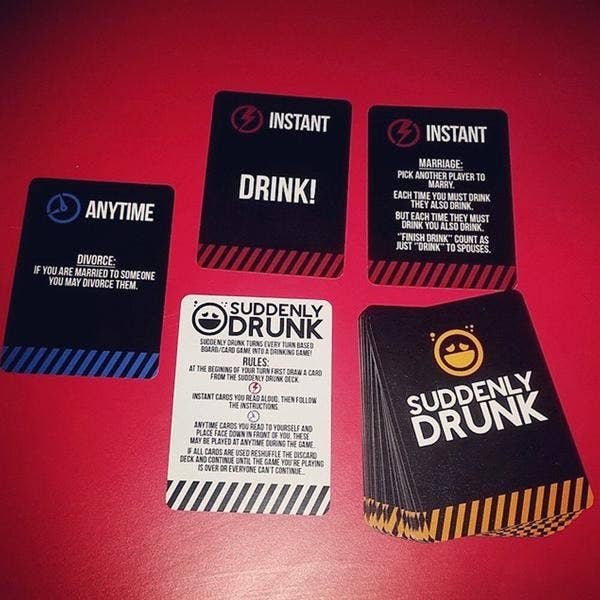 INSTANT
DRINK!
INSTANT
MARRIAGE:
PICK ANOTHER PLAYER TO
MARRY.
EACH TIME YOU MUST DRINK
THEY ALSO DRINK.
BUT EACH TIME THEY MUST
DRINK YOU ALSO DRINK.
"FINISH DRINK" COUNT AS
JUST "DRINK" TO SPOUSES.
ANYTIME
DIVORCE:
IF YOU ARE MARRIED TO SOMEONE
YOU MAY DIVORCE THEM.
SUDDENLY
DRUNK
SUDDENLY DRUNK TURNS EVERY TURN BASED
BOARD/CARD GAME INTO A DRINKING GAME!
RULES:
AT THE BEGINING OF YOUR TURN FIRST DRAW A CARD
FROM THE SUDDENLY DRUNK DECK.
INSTANT CARDS YOU READ ALOUD, THEN FOLLOW
THE INSTRUCTIONS.
ANYTIME CARDS YOU READ TO YOURSELF AND
PLACE FACE DOWN IN FRONT OF YOU. THESE
MAY BE PLAYED AT ANYTIME DURING THE GAME.
IF ALL CARDS ARE USED RESHUFFLE THE DISCARD
DECK AND CONTINUE UNTIL THE GAME YOU'RE PLAYING
IS OVER OR EVERYONE CAN'T CONTINUE...
SUDDENLY
DRUNK